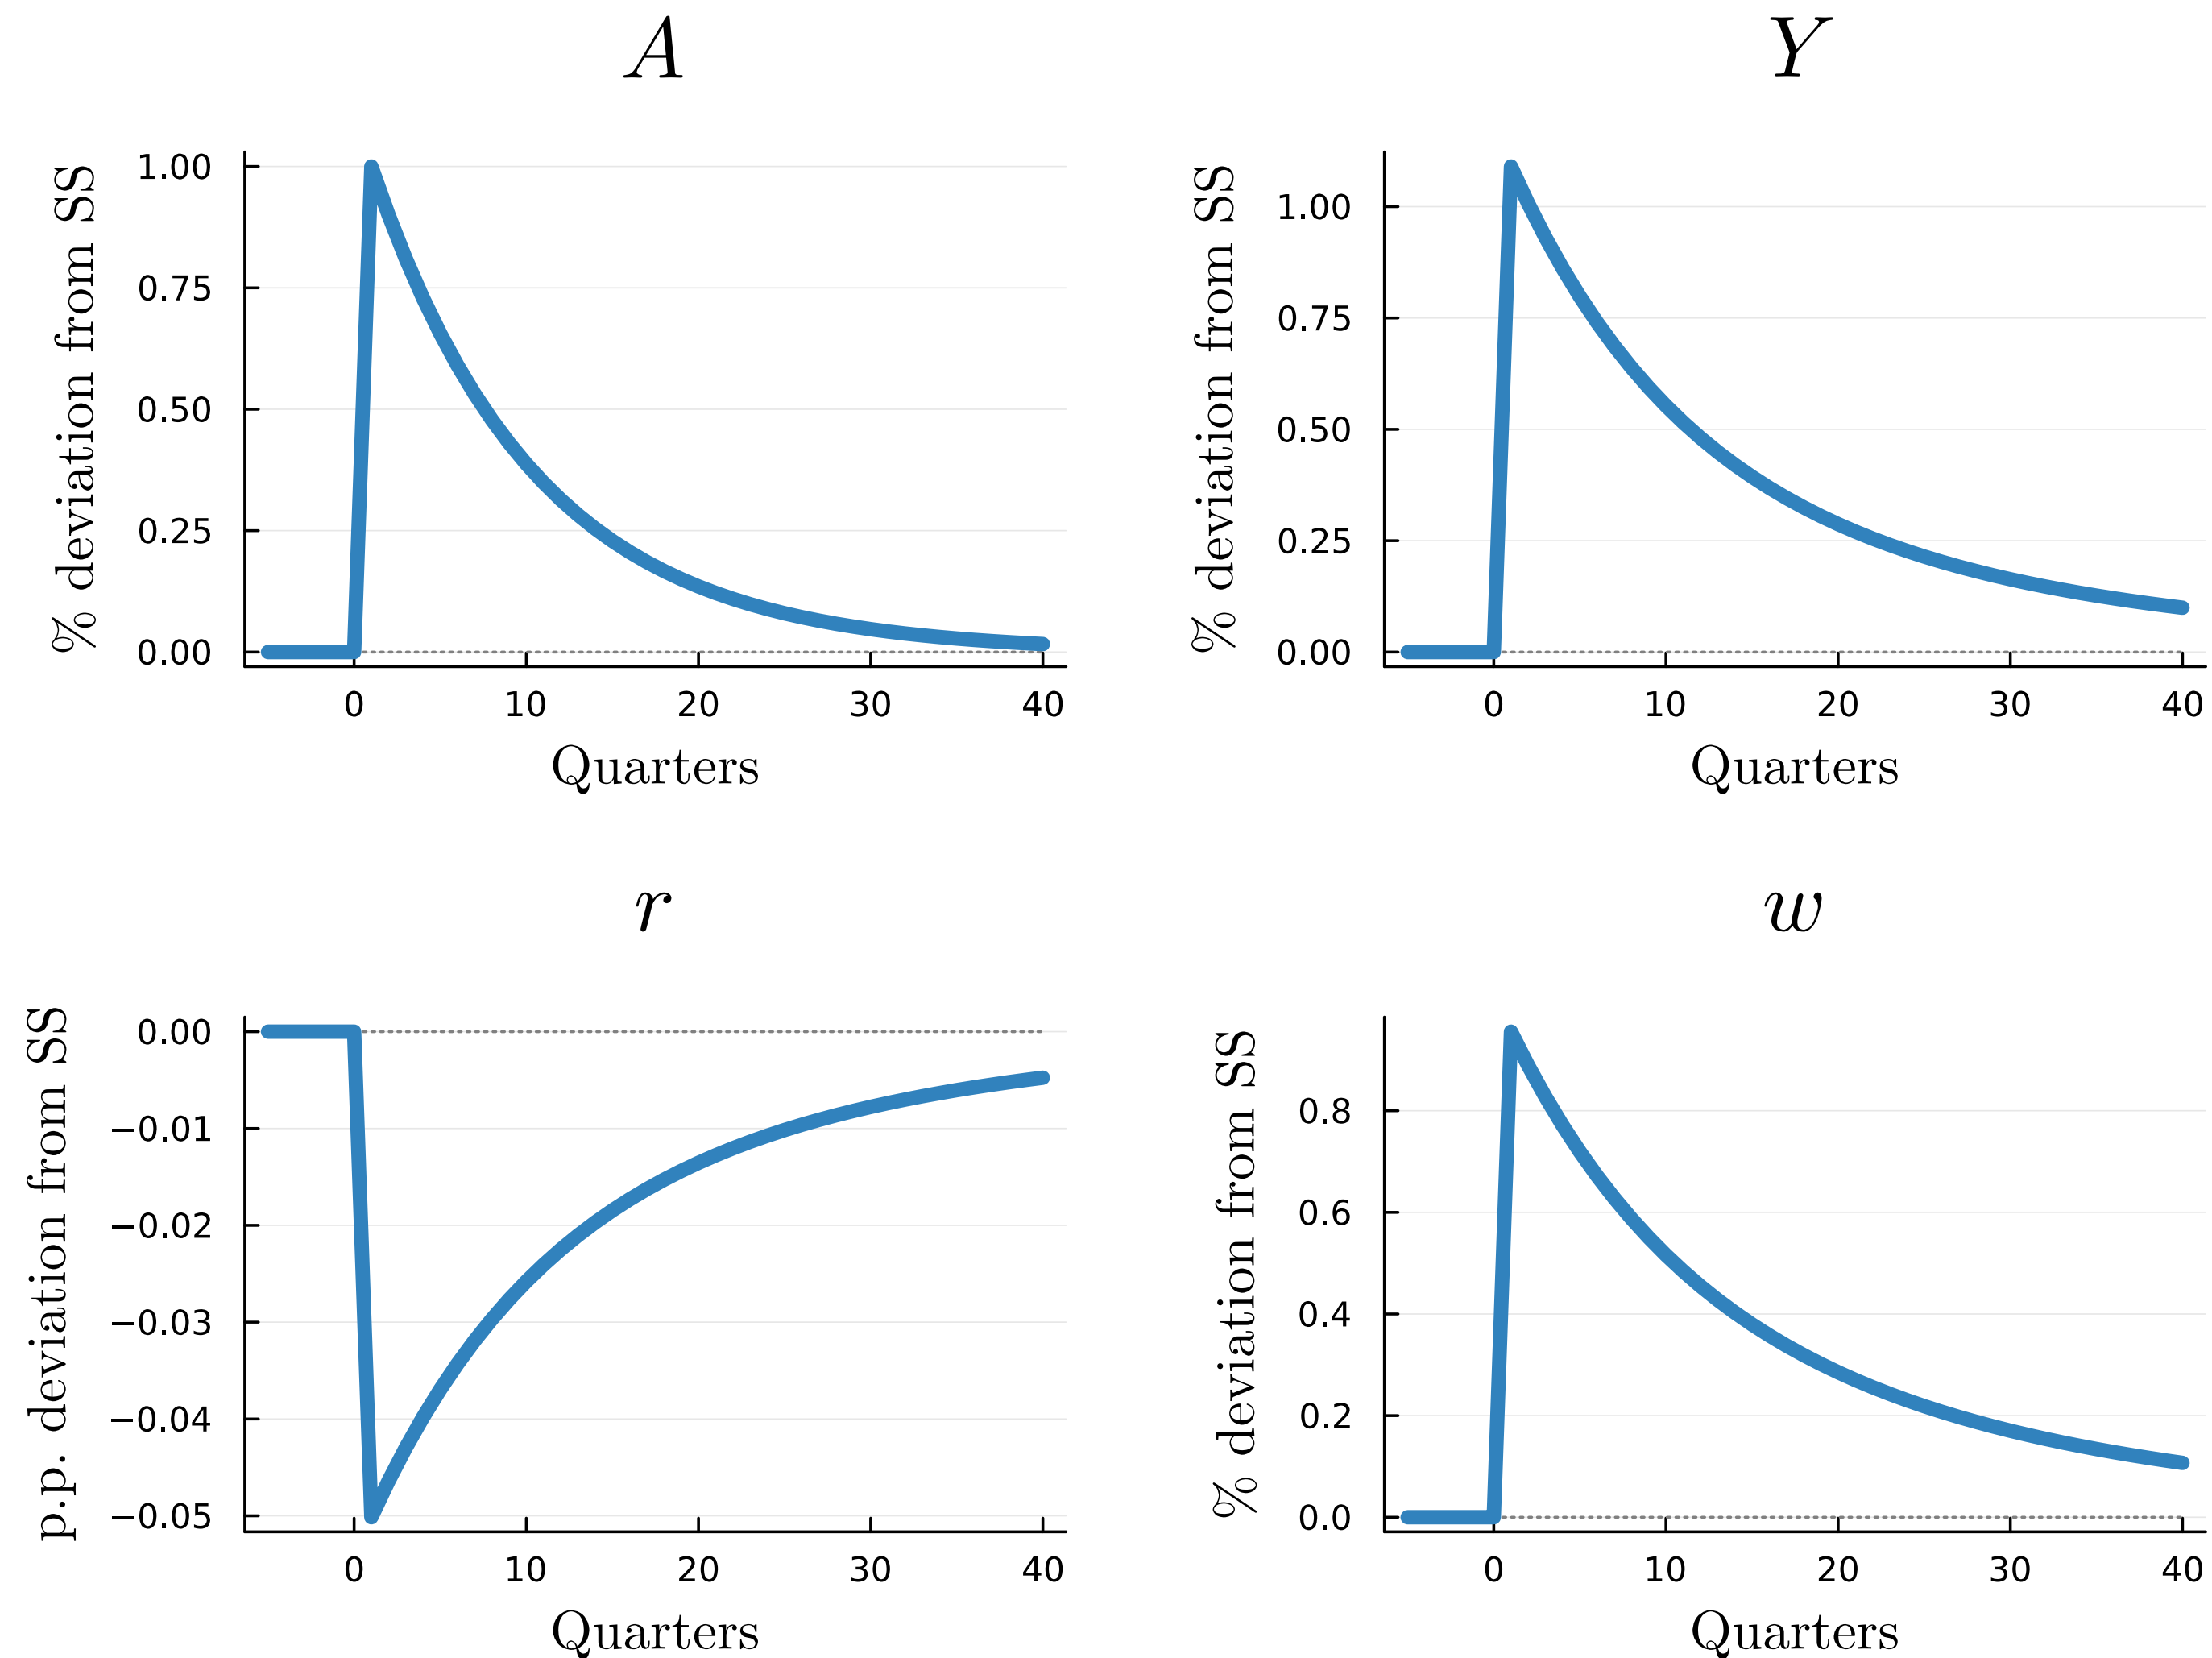 A
% deviation from SS
1.00
0.75
0.50
0.25
0.00
0 10 20 30 40
Quarters
Y
% deviation from SS
1.00
0.75
0.50
0.25
0.00
0 10 20 30 40
Quarters
r
p.p. deviation from SS
0.00
−0.01
−0.02
−0.03
−0.04
−0.05
0 10 20 30 40
Quarters
w
% deviation from SS
0.8
0.6
0.4
0.2
0.0
0 10 20 30 40
Quarters